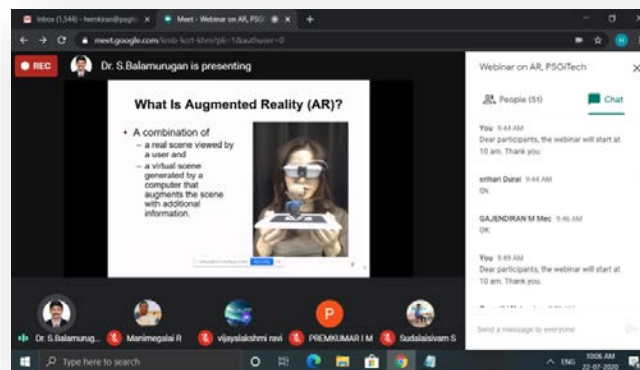 Inbox (1,544) -
Meet - Webinar on AR, PSG
meet.google.com
REC
Dr. S.Balamurugan is presenting
What Is Augmented Reality (AR)?
• A combination of
– a real scene viewed by
a user and
– a virtual scene
generated by a
computer that
augments the scene
with additional
information.
Dr. S.Balamurug...
Manimegalai R
vijayalakshmi ravi
P
PREMKUMAR I M
Sudalaisivam S
Webinar on AR, PSGiTech
People (51)
Chat
You 9:44 AM
Dear participants, the webinar will start at
10 am. Thank you.
srihari Durai 9:44 AM
Ok
GAJENDIRAN M Mec 9:46 AM
OK
You 9:49 AM
Dear participants, the webinar will start at
10 am. Thank you.
Send a message to everyone
Type here to search
ENG
10:06 AM
22-07-2020